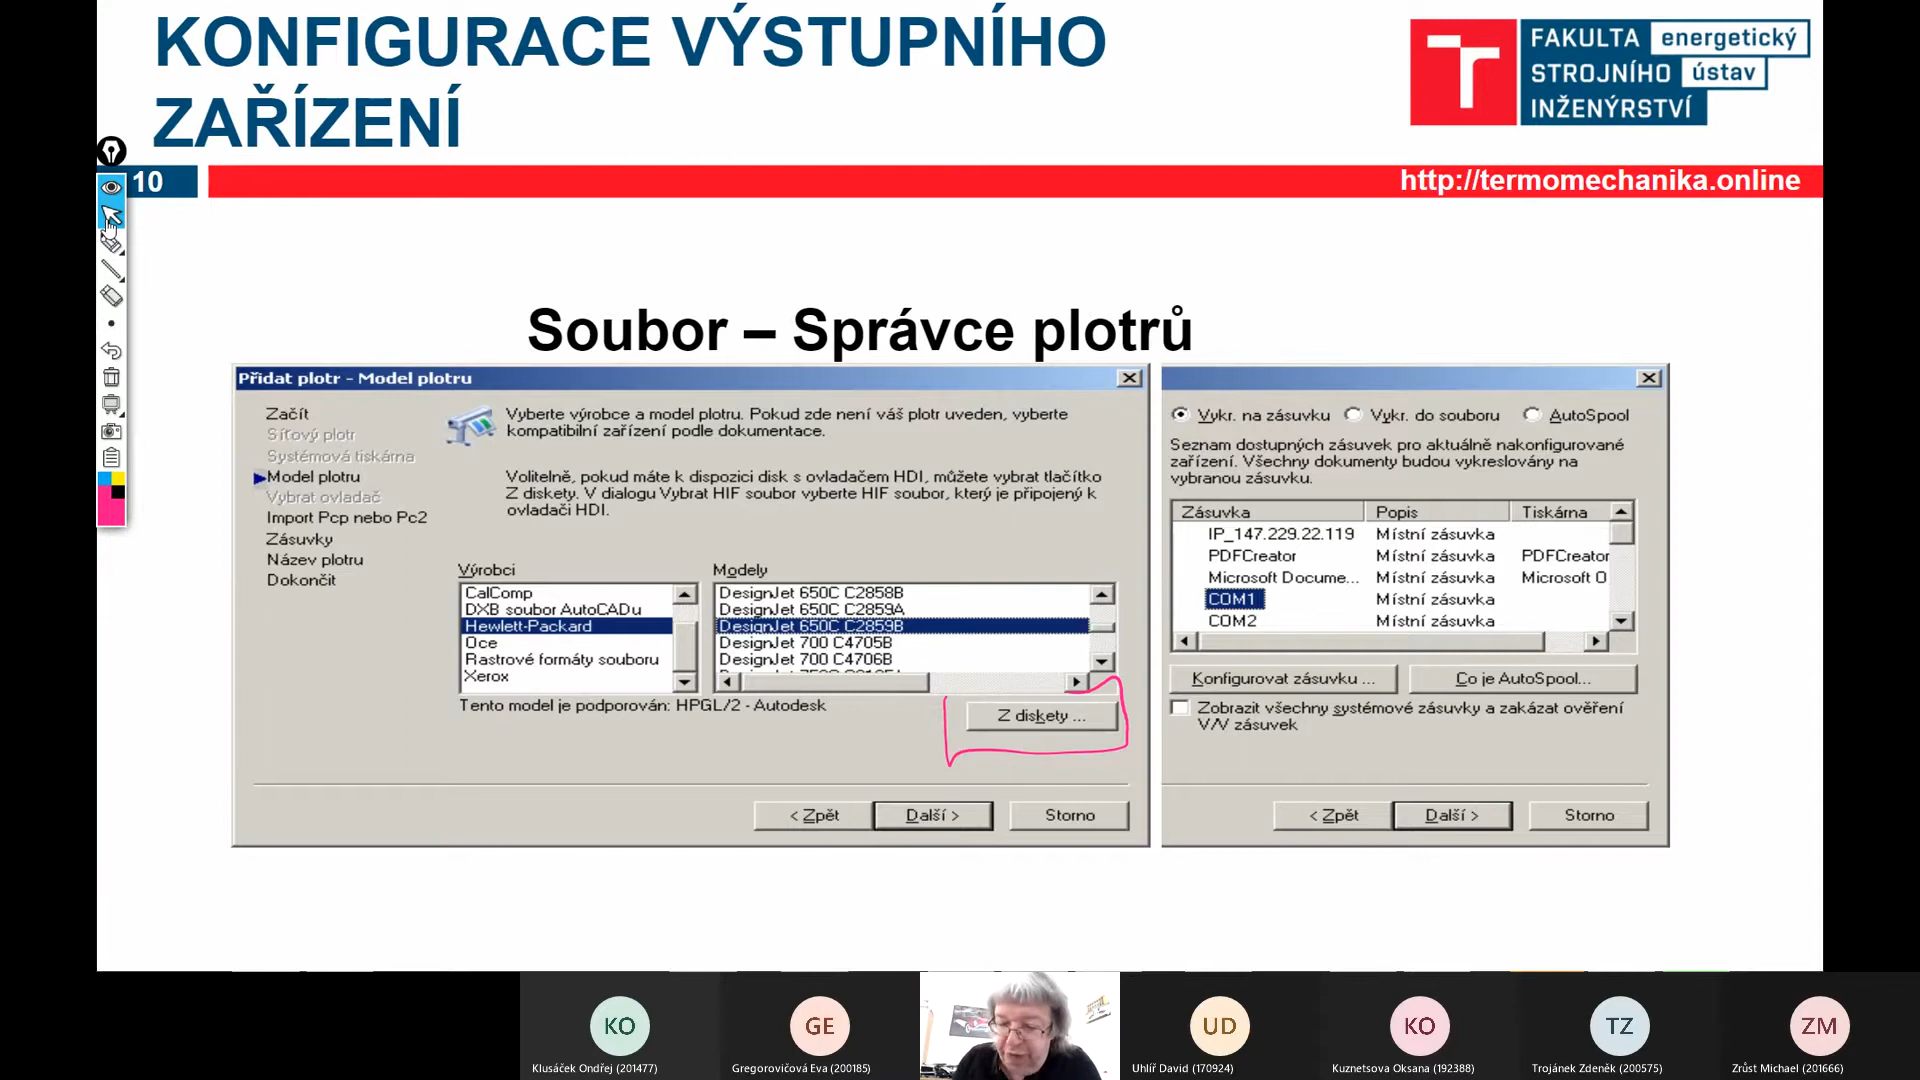 KONFIGURACE VÝSTUPNÍHO
ZAŘÍZENÍ
FAKULTA energetický
STROJNÍHO ústav
INŽENÝRSTVÍ
10
http://termomechanika.online
Soubor – Správce plotrů
Přidat plotr - Model plotru
Začít
Síťový plotr
Systémová tiskárna
Model plotru
Vybrat ovladač
Import Pcp nebo Pc2
Zásuvky
Název plotru
Dokončit
Vyberte výrobce a model plotru. Pokud zde není váš plotr uveden, vyberte
kompatibilní zařízení podle dokumentace.
Volitelně, pokud máte k dispozici disk s ovladačem HDI, můžete vybrat tlačítko
Z diskety. V dialogu Vybrat HIF soubor vyberte HIF soubor, který je připojený k
ovladači HDI.
Výrobci
CalComp
DXB soubor AutoCADu
Hewlett-Packard
Oce
Rastrové formáty souboru
Xerox
Modely
DesignJet 650C C2858B
DesignJet 650C C2859A
DesignJet 650C C2859B
DesignJet 700 C4705B
DesignJet 700 C4706B
Tento model je podporován: HPGL/2 - Autodesk
Z diskety ...
< Zpět
Další >
Storno
Vykr. na zásuvku
Vykr. do souboru
AutoSpool
Seznam dostupných zásuvek pro aktuálně nakonfigurované
zařízení. Všechny dokumenty budou vykreslovány na
vybranou zásuvku.
Zásuvka Popis Tiskárna
IP_147.229.22.119 Místní zásuvka
PDFCreator Místní zásuvka PDFCreator
Microsoft Docume... Místní zásuvka Microsoft O
COM1 Místní zásuvka
COM2 Místní zásuvka
Konfigurovat zásuvku ...
Co je AutoSpool...
Zobrazit všechny systémové zásuvky a zakázat ověření
V/V zásuvek
< Zpět
Další >
Storno
KO
GE
UD
KO
TZ
ZM
Klusáček Ondřej (201477)
Gregorovičová Eva (200185)
Uhlíř David (170924)
Kuznetsova Oksana (192388)
Trojánek Zdeněk (200575)
Zrůst Michael (201666)